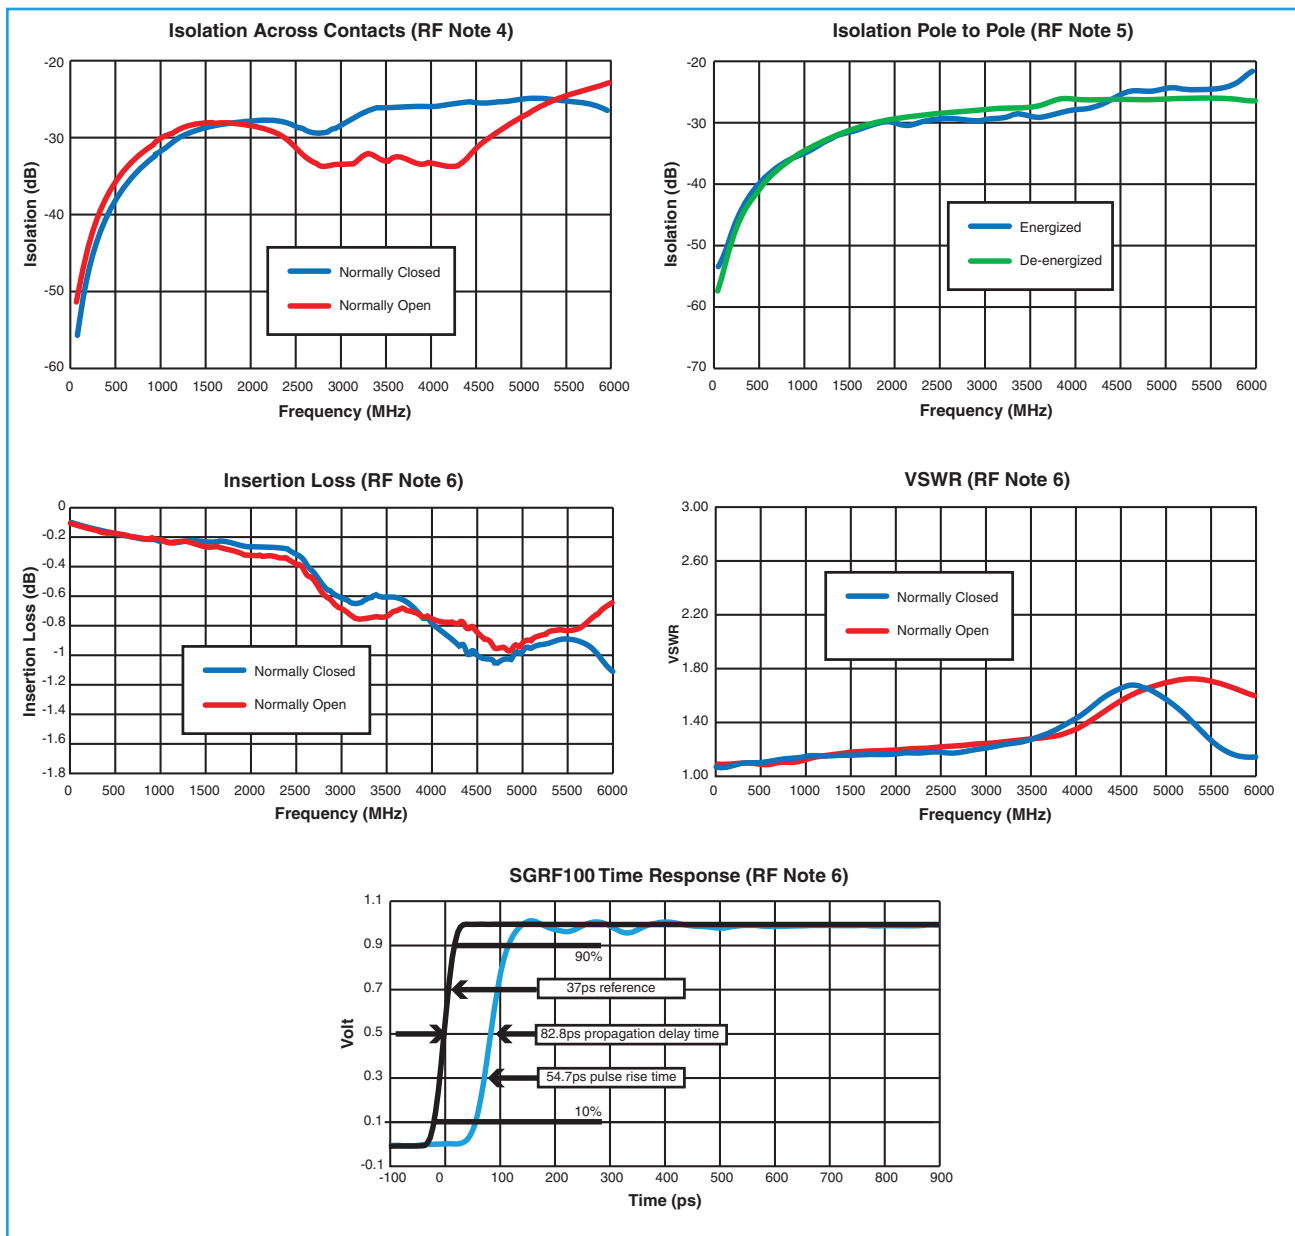 Isolation Across Contacts (RF Note 4)
-20
-30
-40
-50
-60
Isolation (dB)
Normally Closed
Normally Open
0 500 1000 1500 2000 2500 3000 3500 4000 4500 5000 5500 6000
Frequency (MHz)
Isolation Pole to Pole (RF Note 5)
-20
-30
-40
-50
-60
-70
Isolation (dB)
Energized
De-energized
0 500 1000 1500 2000 2500 3000 3500 4000 4500 5000 5500 6000
Frequency (MHz)
Insertion Loss (RF Note 6)
0
-0.2
-0.4
-0.6
-0.8
-1
-1.2
-1.4
-1.6
-1.8
Insertion Loss (dB)
Normally Closed
Normally Open
0 500 1000 1500 2000 2500 3000 3500 4000 4500 5000 5500 6000
Frequency (MHz)
VSWR (RF Note 6)
3.00
2.60
2.20
1.80
1.40
1.00
VSWR
Normally Closed
Normally Open
0 500 1000 1500 2000 2500 3000 3500 4000 4500 5000 5500 6000
Frequency (MHz)
SGRF100 Time Response (RF Note 6)
1.1
0.9
0.7
0.5
0.3
0.1
-0.1
Volt
90%
37ps reference
82.8ps propagation delay time
54.7ps pulse rise time
10%
-100 0 100 200 300 400 500 600 700 800 900
Time (ps)